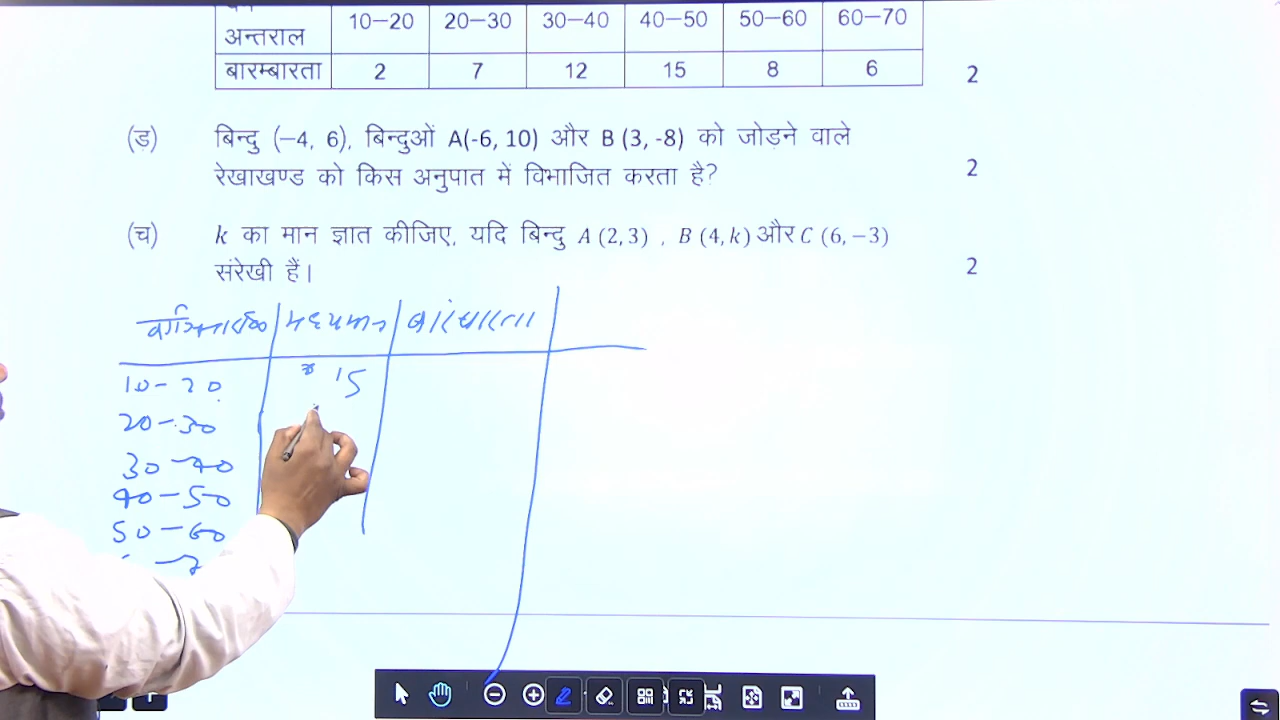 अन्तराल 10–20 20–30 30–40 40–50 50–60 60–70
बारम्बारता 2 7 12 15 8 6
2
(ड) बिन्दु (–4, 6), बिन्दुओं A(-6, 10) और B (3, -8) को जोड़ने वाले
रेखाखण्ड को किस अनुपात में विभाजित करता है?
2
(च) k का मान ज्ञात कीजिए, यदि बिन्दु A (2,3) , B (4,k) और C (6,−3)
संरेखी हैं।
2
मध्यमान बारंबारता
10-20 15
20-30
30-40
40-50
50-60